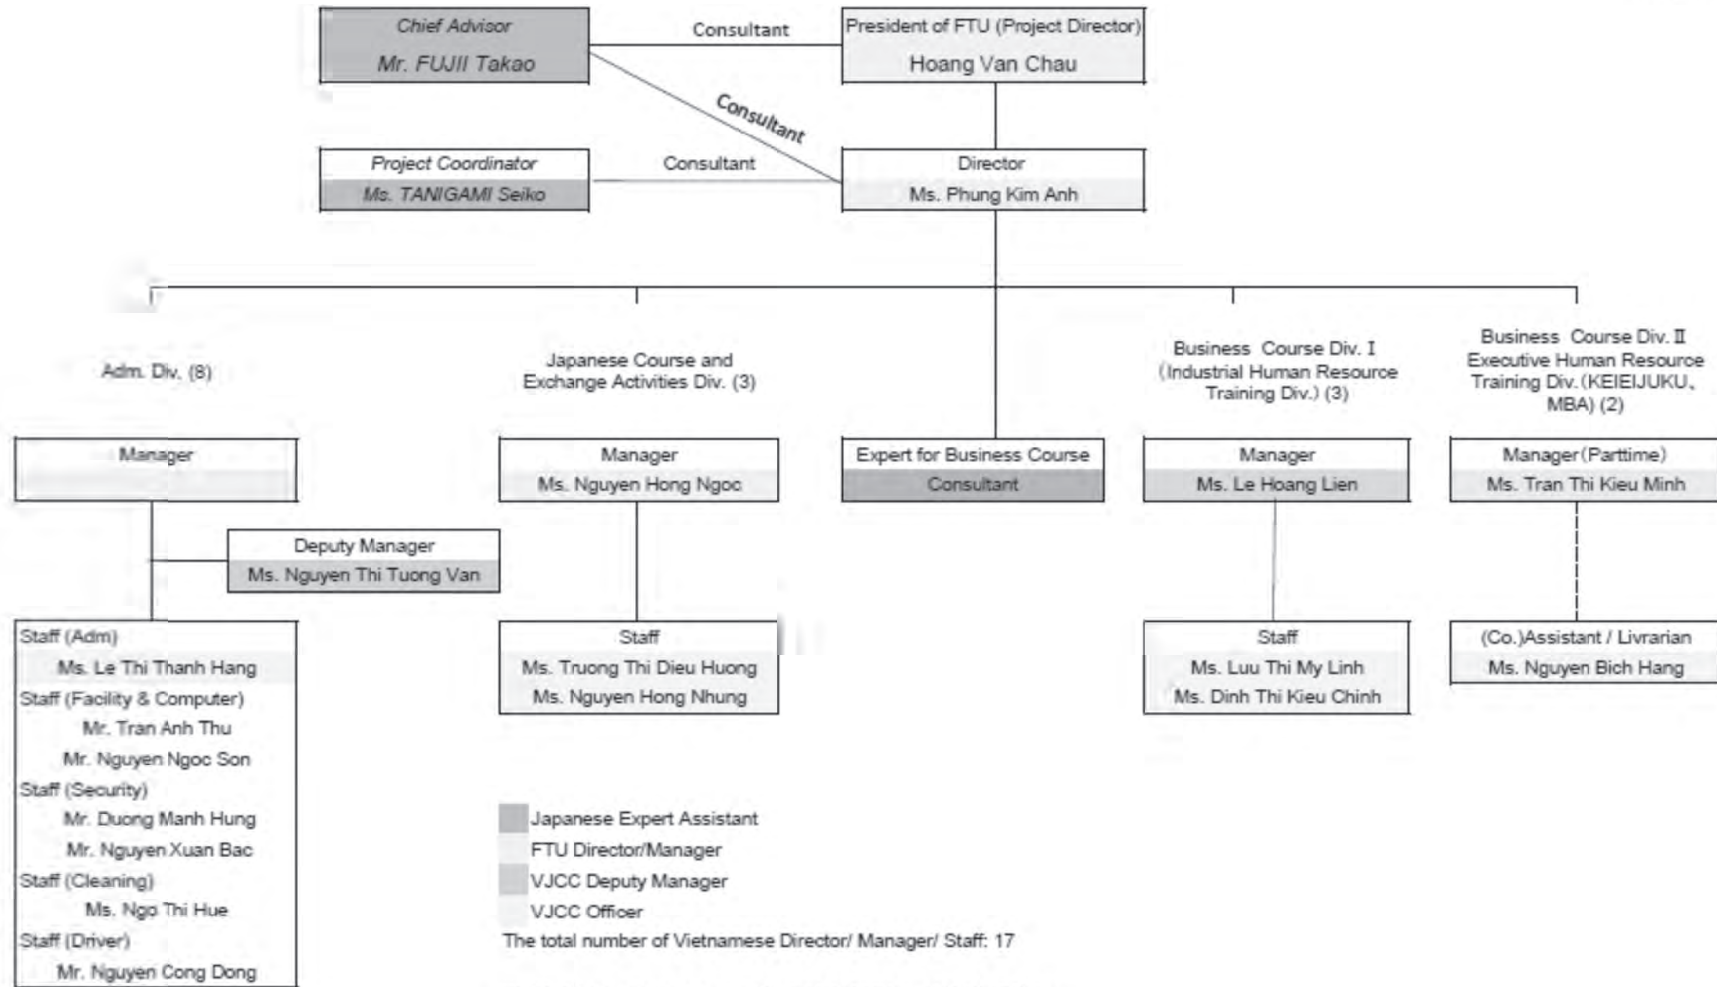 Chief Advisor
Mr. FUJII Takao
Consultant
President of FTU (Project Director)
Hoang Van Chau
Consultant
Project Coordinator
Ms. TANIGAMI Seiko
Consultant
Director
Ms. Phung Kim Anh
Adm. Div. (8)
Japanese Course and
Exchange Activities Div. (3)
Business Course Div. Ⅰ
(Industrial Human Resource
Training Div.) (3)
Business Course Div. Ⅱ
Executive Human Resource
Training Div.(KEIEIJUKU、
MBA) (2)
Manager
Manager
Ms. Nguyen Hong Ngoc
Expert for Business Course
Consultant
Manager
Ms. Le Hoang Lien
Manager(Parttime)
Ms. Tran Thi Kieu Minh
Deputy Manager
Ms. Nguyen Thi Tuong Van
Staff (Adm)
Ms. Le Thi Thanh Hang
Staff (Facility & Computer)
Mr. Tran Anh Thu
Mr. Nguyen Ngoc Son
Staff (Security)
Mr. Duong Manh Hung
Mr. Nguyen Xuan Bac
Staff (Cleaning)
Ms. Ngo Thi Hue
Staff (Driver)
Mr. Nguyen Cong Dong
Staff
Ms. Truong Thi Dieu Huong
Ms. Nguyen Hong Nhung
Staff
Ms. Luu Thi My Linh
Ms. Dinh Thi Kieu Chinh
(Co.)Assistant / Livrarian
Ms. Nguyen Bich Hang
Japanese Expert Assistant
FTU Director/Manager
VJCC Deputy Manager
VJCC Officer
The total number of Vietnamese Director/ Manager/ Staff: 17